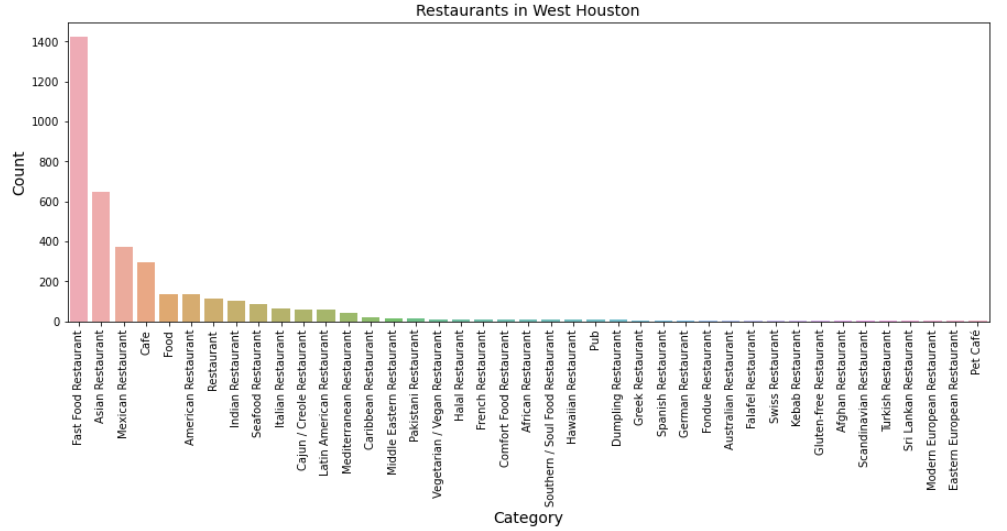 Restaurants in West Houston
Count
1400
1200
1000
800
600
400
200
0
Fast Food Restaurant
Asian Restaurant
Mexican Restaurant
Cafe
Food
American Restaurant
Restaurant
Indian Restaurant
Seafood Restaurant
Italian Restaurant
Cajun / Creole Restaurant
Latin American Restaurant
Mediterranean Restaurant
Caribbean Restaurant
Middle Eastern Restaurant
Pakistani Restaurant
Vegetarian / Vegan Restaurant
Halal Restaurant
French Restaurant
Comfort Food Restaurant
African Restaurant
Southern / Soul Food Restaurant
Hawaiian Restaurant
Pub
Dumpling Restaurant
Greek Restaurant
Spanish Restaurant
German Restaurant
Fondue Restaurant
Australian Restaurant
Falafel Restaurant
Swiss Restaurant
Kebab Restaurant
Gluten-free Restaurant
Afghan Restaurant
Scandinavian Restaurant
Turkish Restaurant
Sri Lankan Restaurant
Modern European Restaurant
Eastern European Restaurant
Pet Café
Category